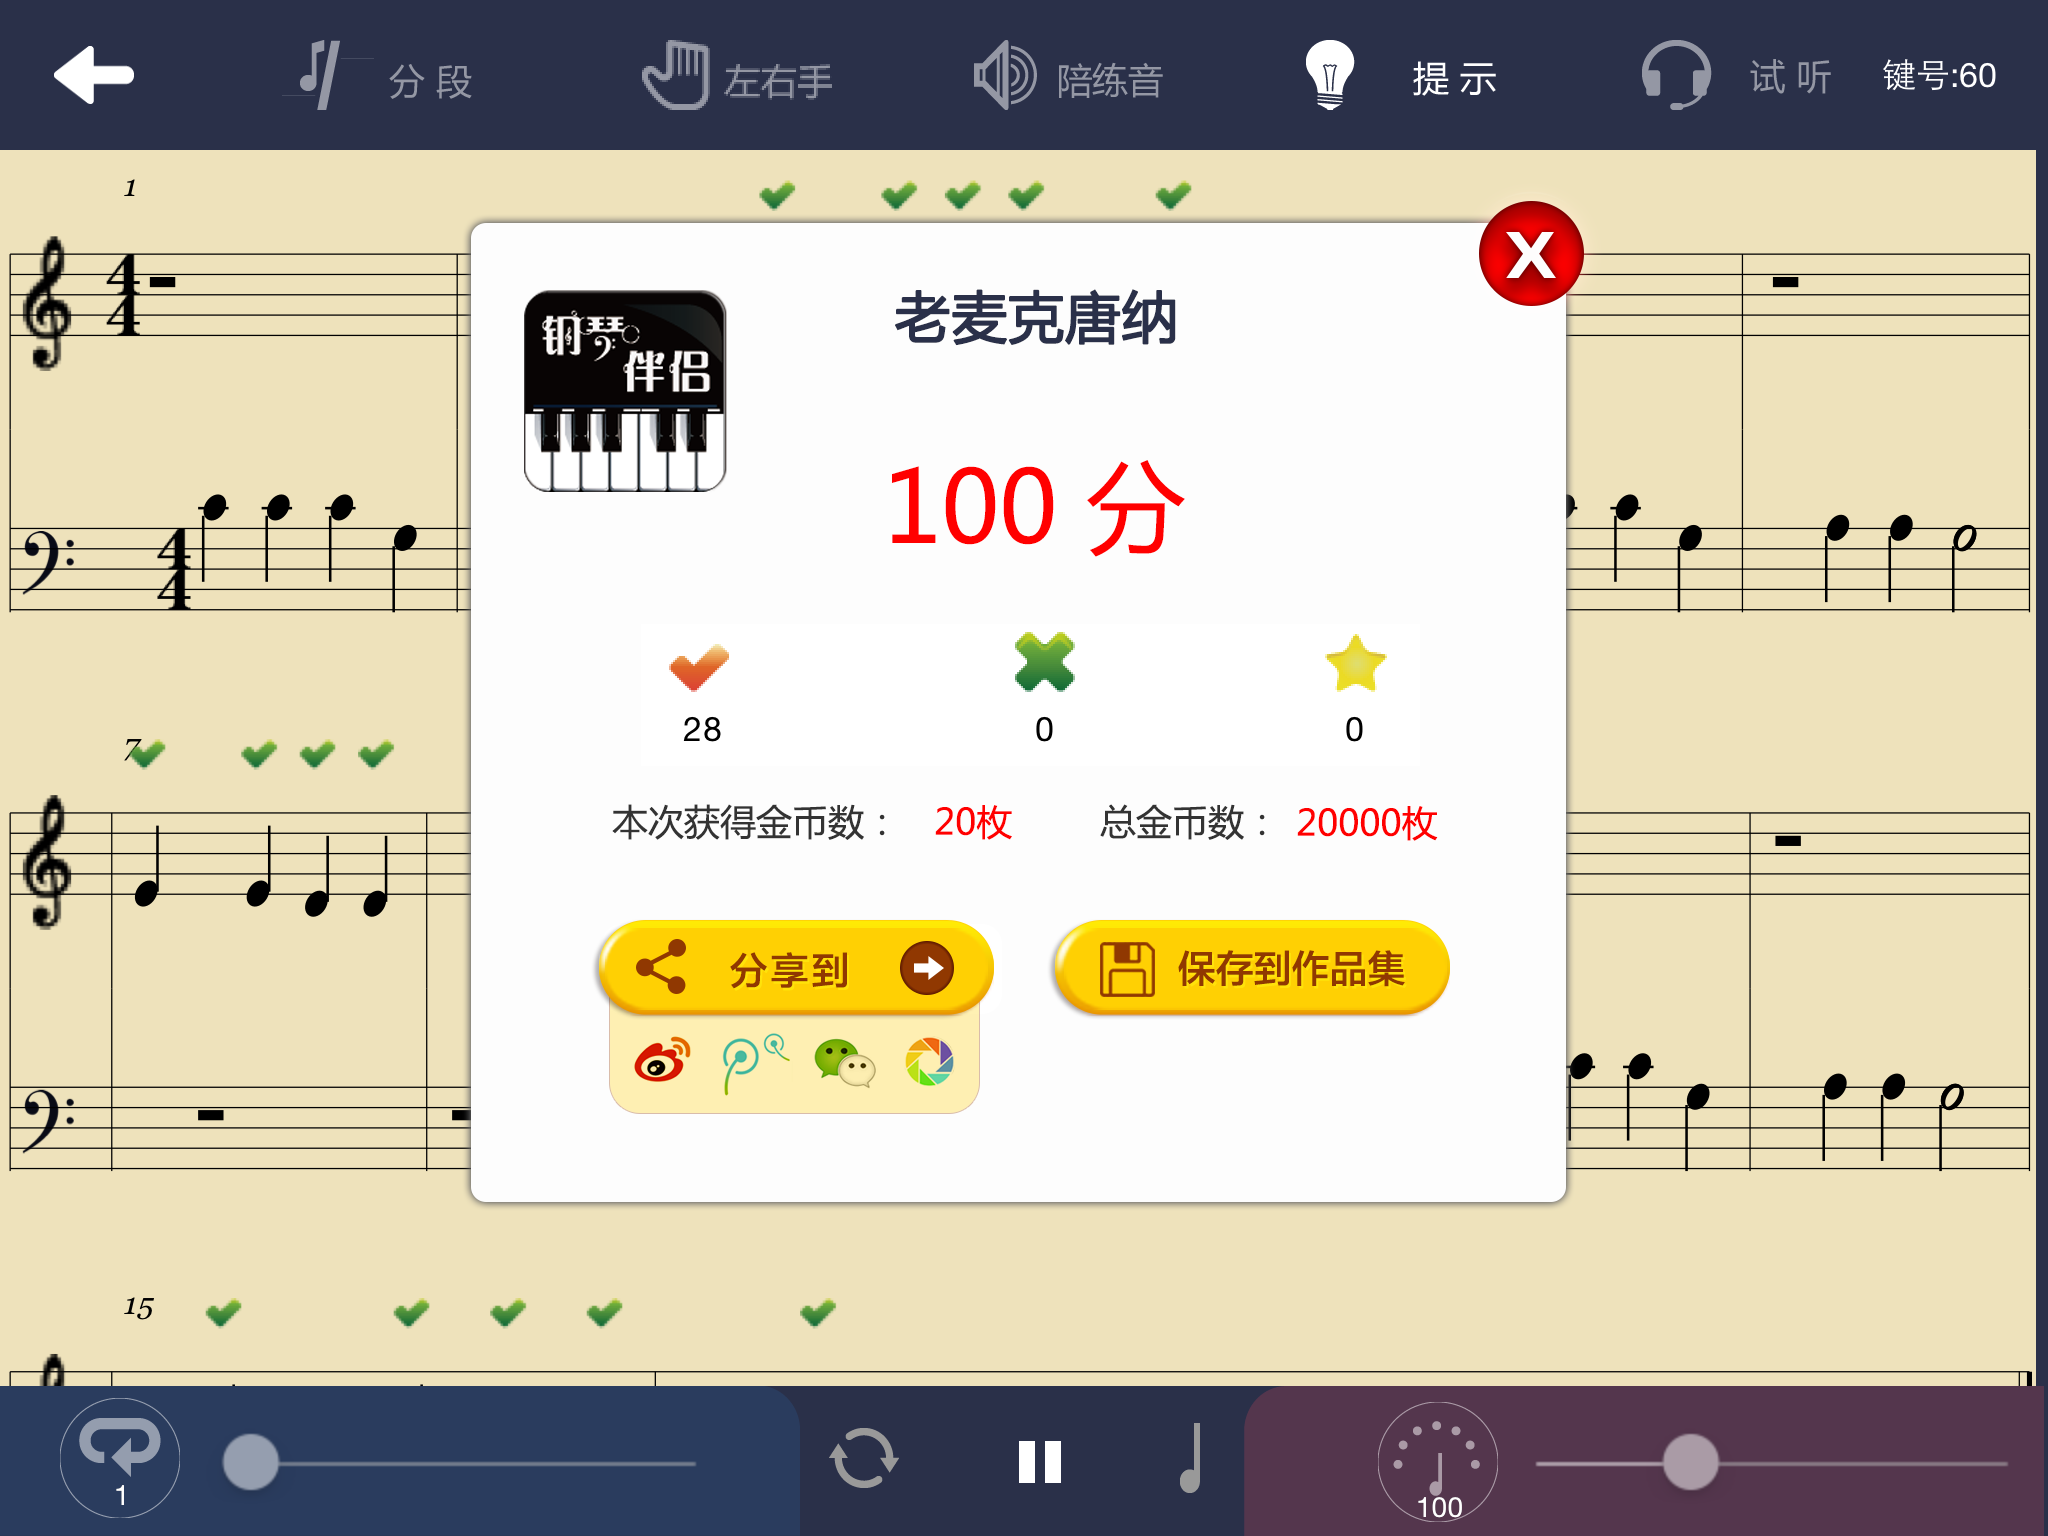 分段 左右手 陪练音 提示 试听 键号:60
1
老麦克唐纳
钢琴
伴侣
100 分
28 0 0
7
本次获得金币数： 20枚 总金币数： 20000枚
分享到 保存到作品集
15
1
100